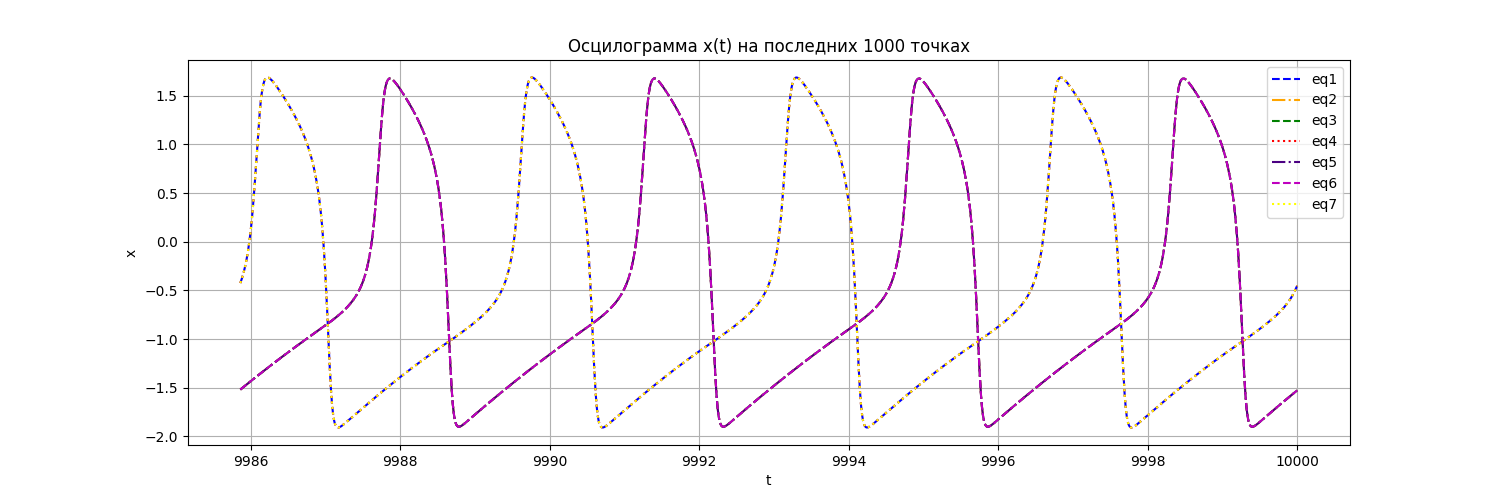 Осцилограмма x(t) на последних 1000 точках
x
1.5
1.0
0.5
0.0
−0.5
−1.0
−1.5
−2.0
eq1
eq2
eq3
eq4
eq5
eq6
eq7
9986 9988 9990 9992 9994 9996 9998 10000
t